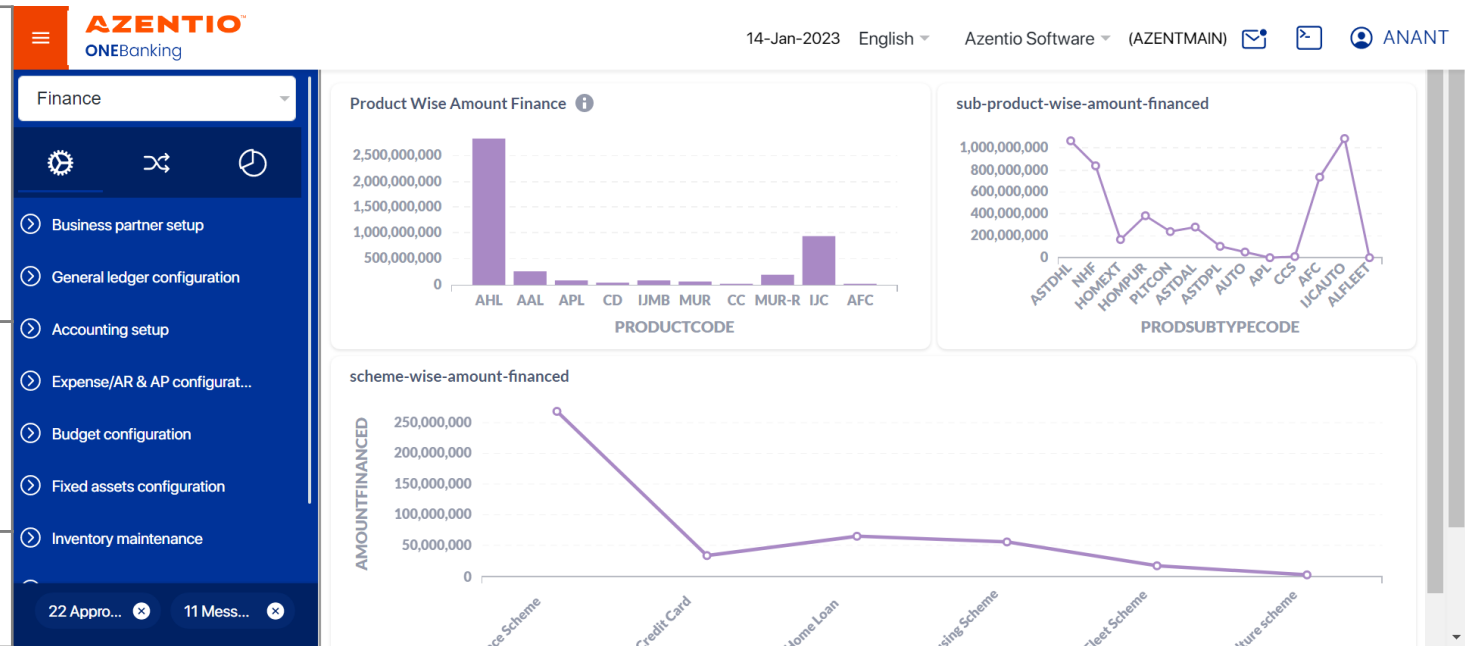 AZENTIO™
ONEBanking
14-Jan-2023 English Azentio Software (AZENTMAIN) ANANT
Finance
Business partner setup
General ledger configuration
Accounting setup
Expense/AR & AP configurat...
Budget configuration
Fixed assets configuration
Inventory maintenance
22 Appro... 11 Mess...
Product Wise Amount Finance
2,500,000,000
2,000,000,000
1,500,000,000
1,000,000,000
500,000,000
0
AHL AAL APL CD IJMB MUR CC MUR-R IJC AFC
PRODUCTCODE
sub-product-wise-amount-financed
1,000,000,000
800,000,000
600,000,000
400,000,000
200,000,000
0
ASTDHL NHF HOMEXT HOMPUR PLTCON ASTDAL ASTDPL AUTO APL CCS AFC IJCAUTO ALFLEET
PRODSUBTYPECODE
scheme-wise-amount-financed
AMOUNTFINANCED
250,000,000
200,000,000
150,000,000
100,000,000
50,000,000
0
Scheme Credit Card Home Loan Scheme Fleet Scheme scheme